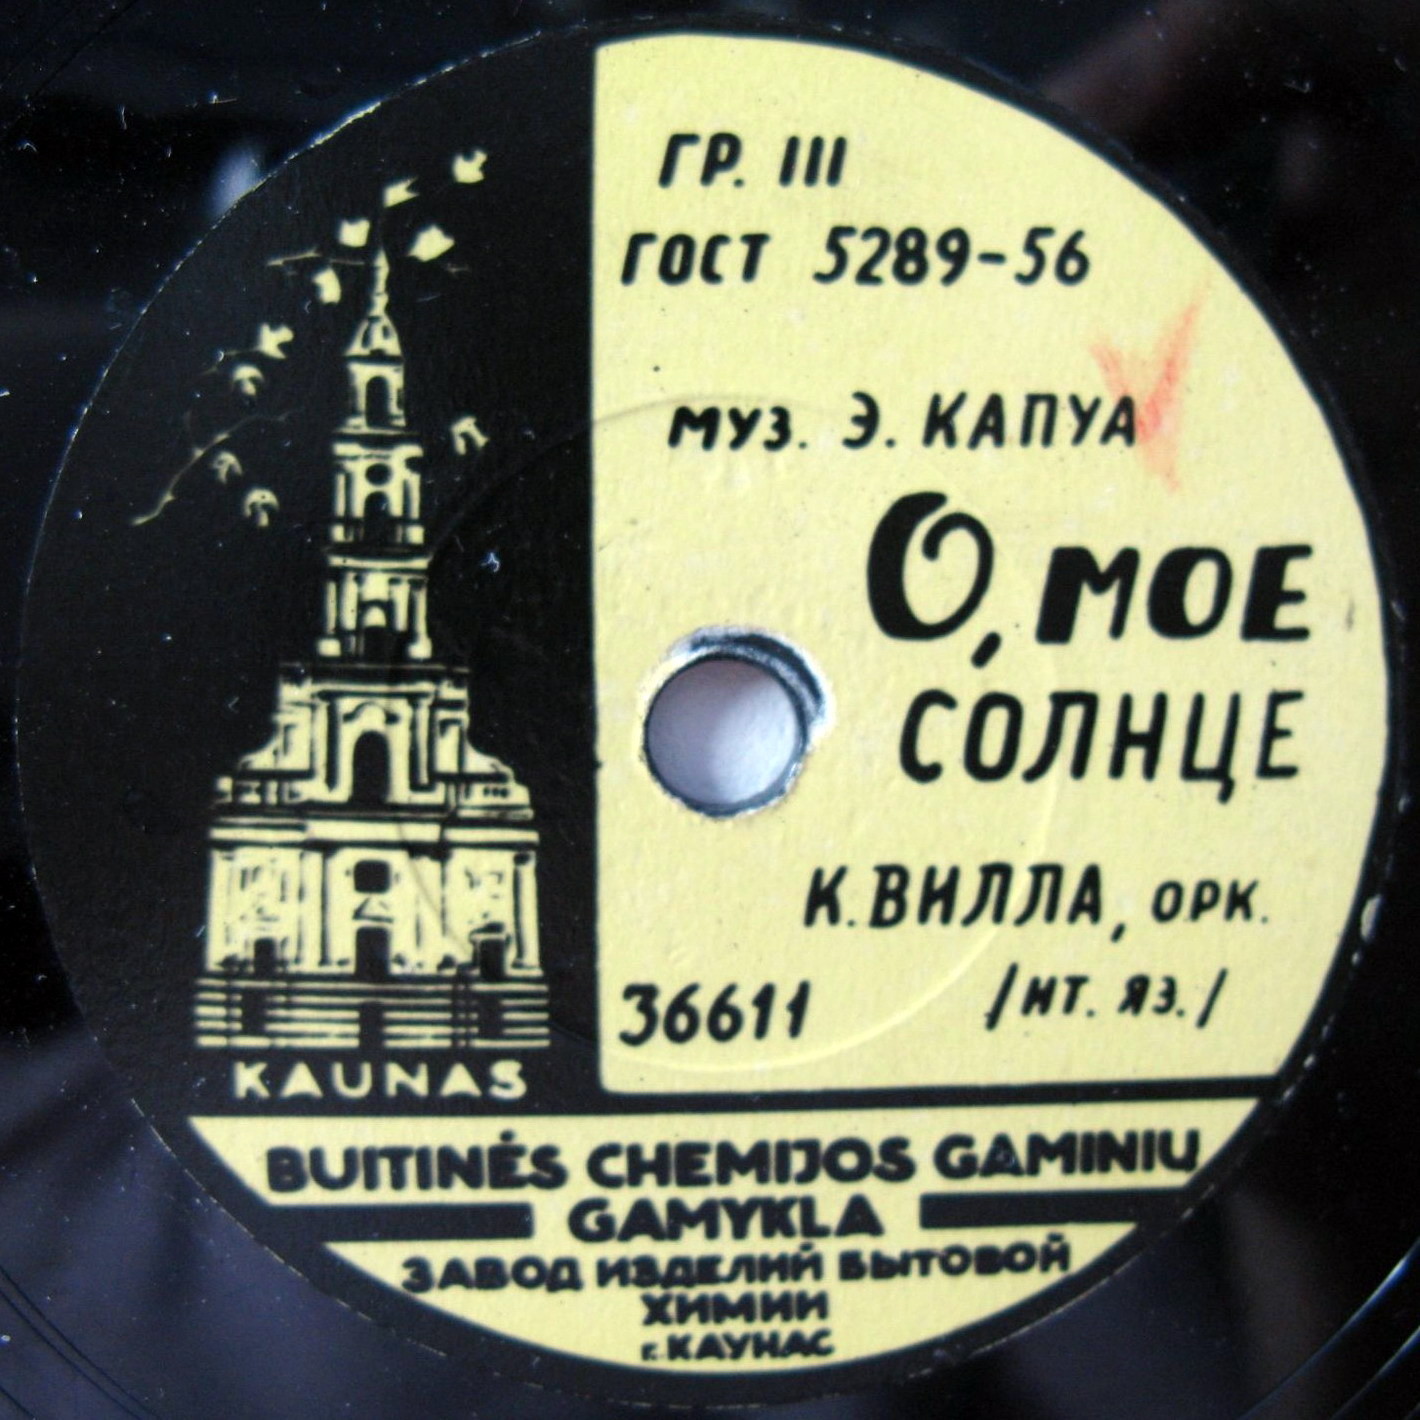 ГР. III
ГОСТ 5289-56
МУЗ. Э. КАПУА
О, МОЕ
СОЛНЦЕ
К. ВИЛЛА, ОРК.
36611 /ИТ. ЯЗ./
KAUNAS
BUITINĖS CHEMIJOS GAMINIŲ
GAMYKLA
ЗАВОД ИЗДЕЛИЙ БЫТОВОЙ
ХИМИИ
г. КАУНАС